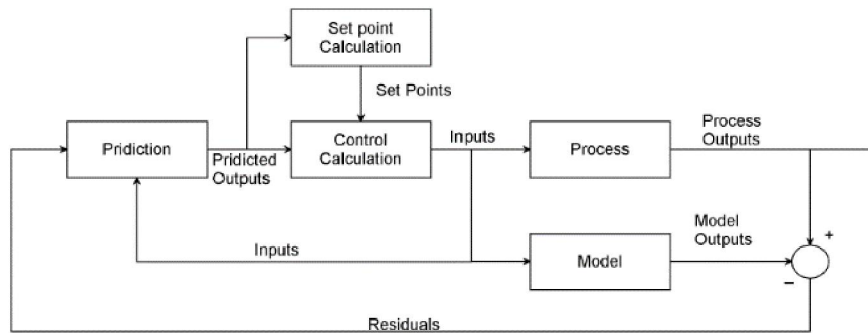 Set point
Calculation
Set Points
Pridiction
Pridicted
Outputs
Control
Calculation
Inputs
Process
Process
Outputs
Inputs
Model
Model
Outputs
+
−
Residuals